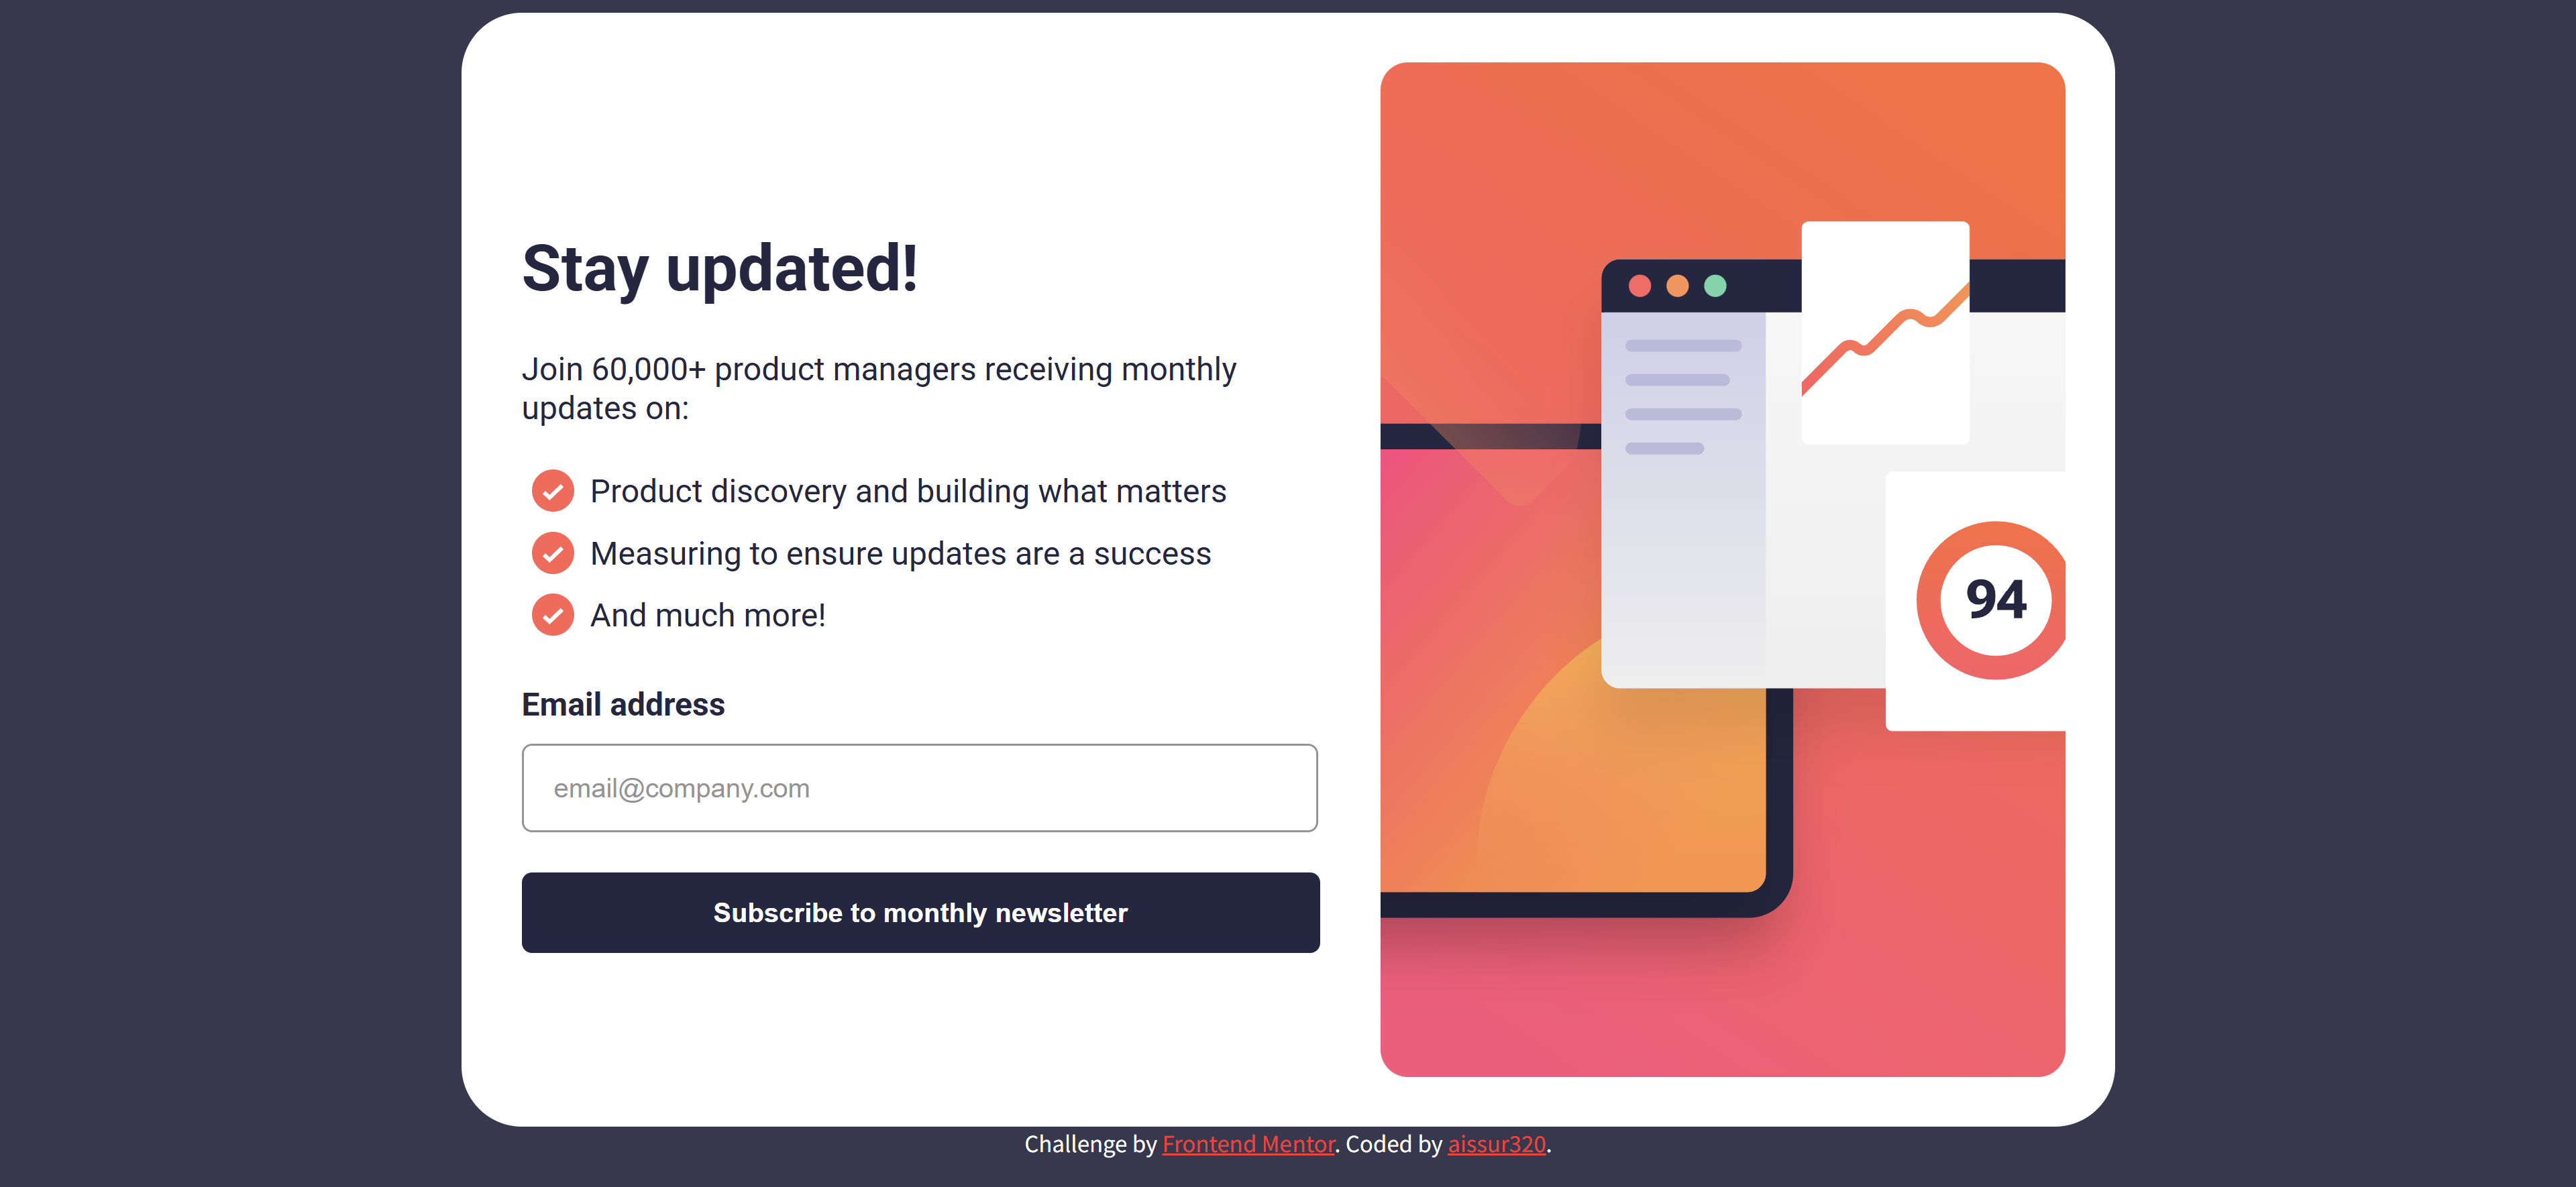 Stay updated!
Join 60,000+ product managers receiving monthly
updates on:
Product discovery and building what matters
Measuring to ensure updates are a success
And much more!
Email address
email@company.com
Subscribe to monthly newsletter
94
Challenge by Frontend Mentor. Coded by aissur320.